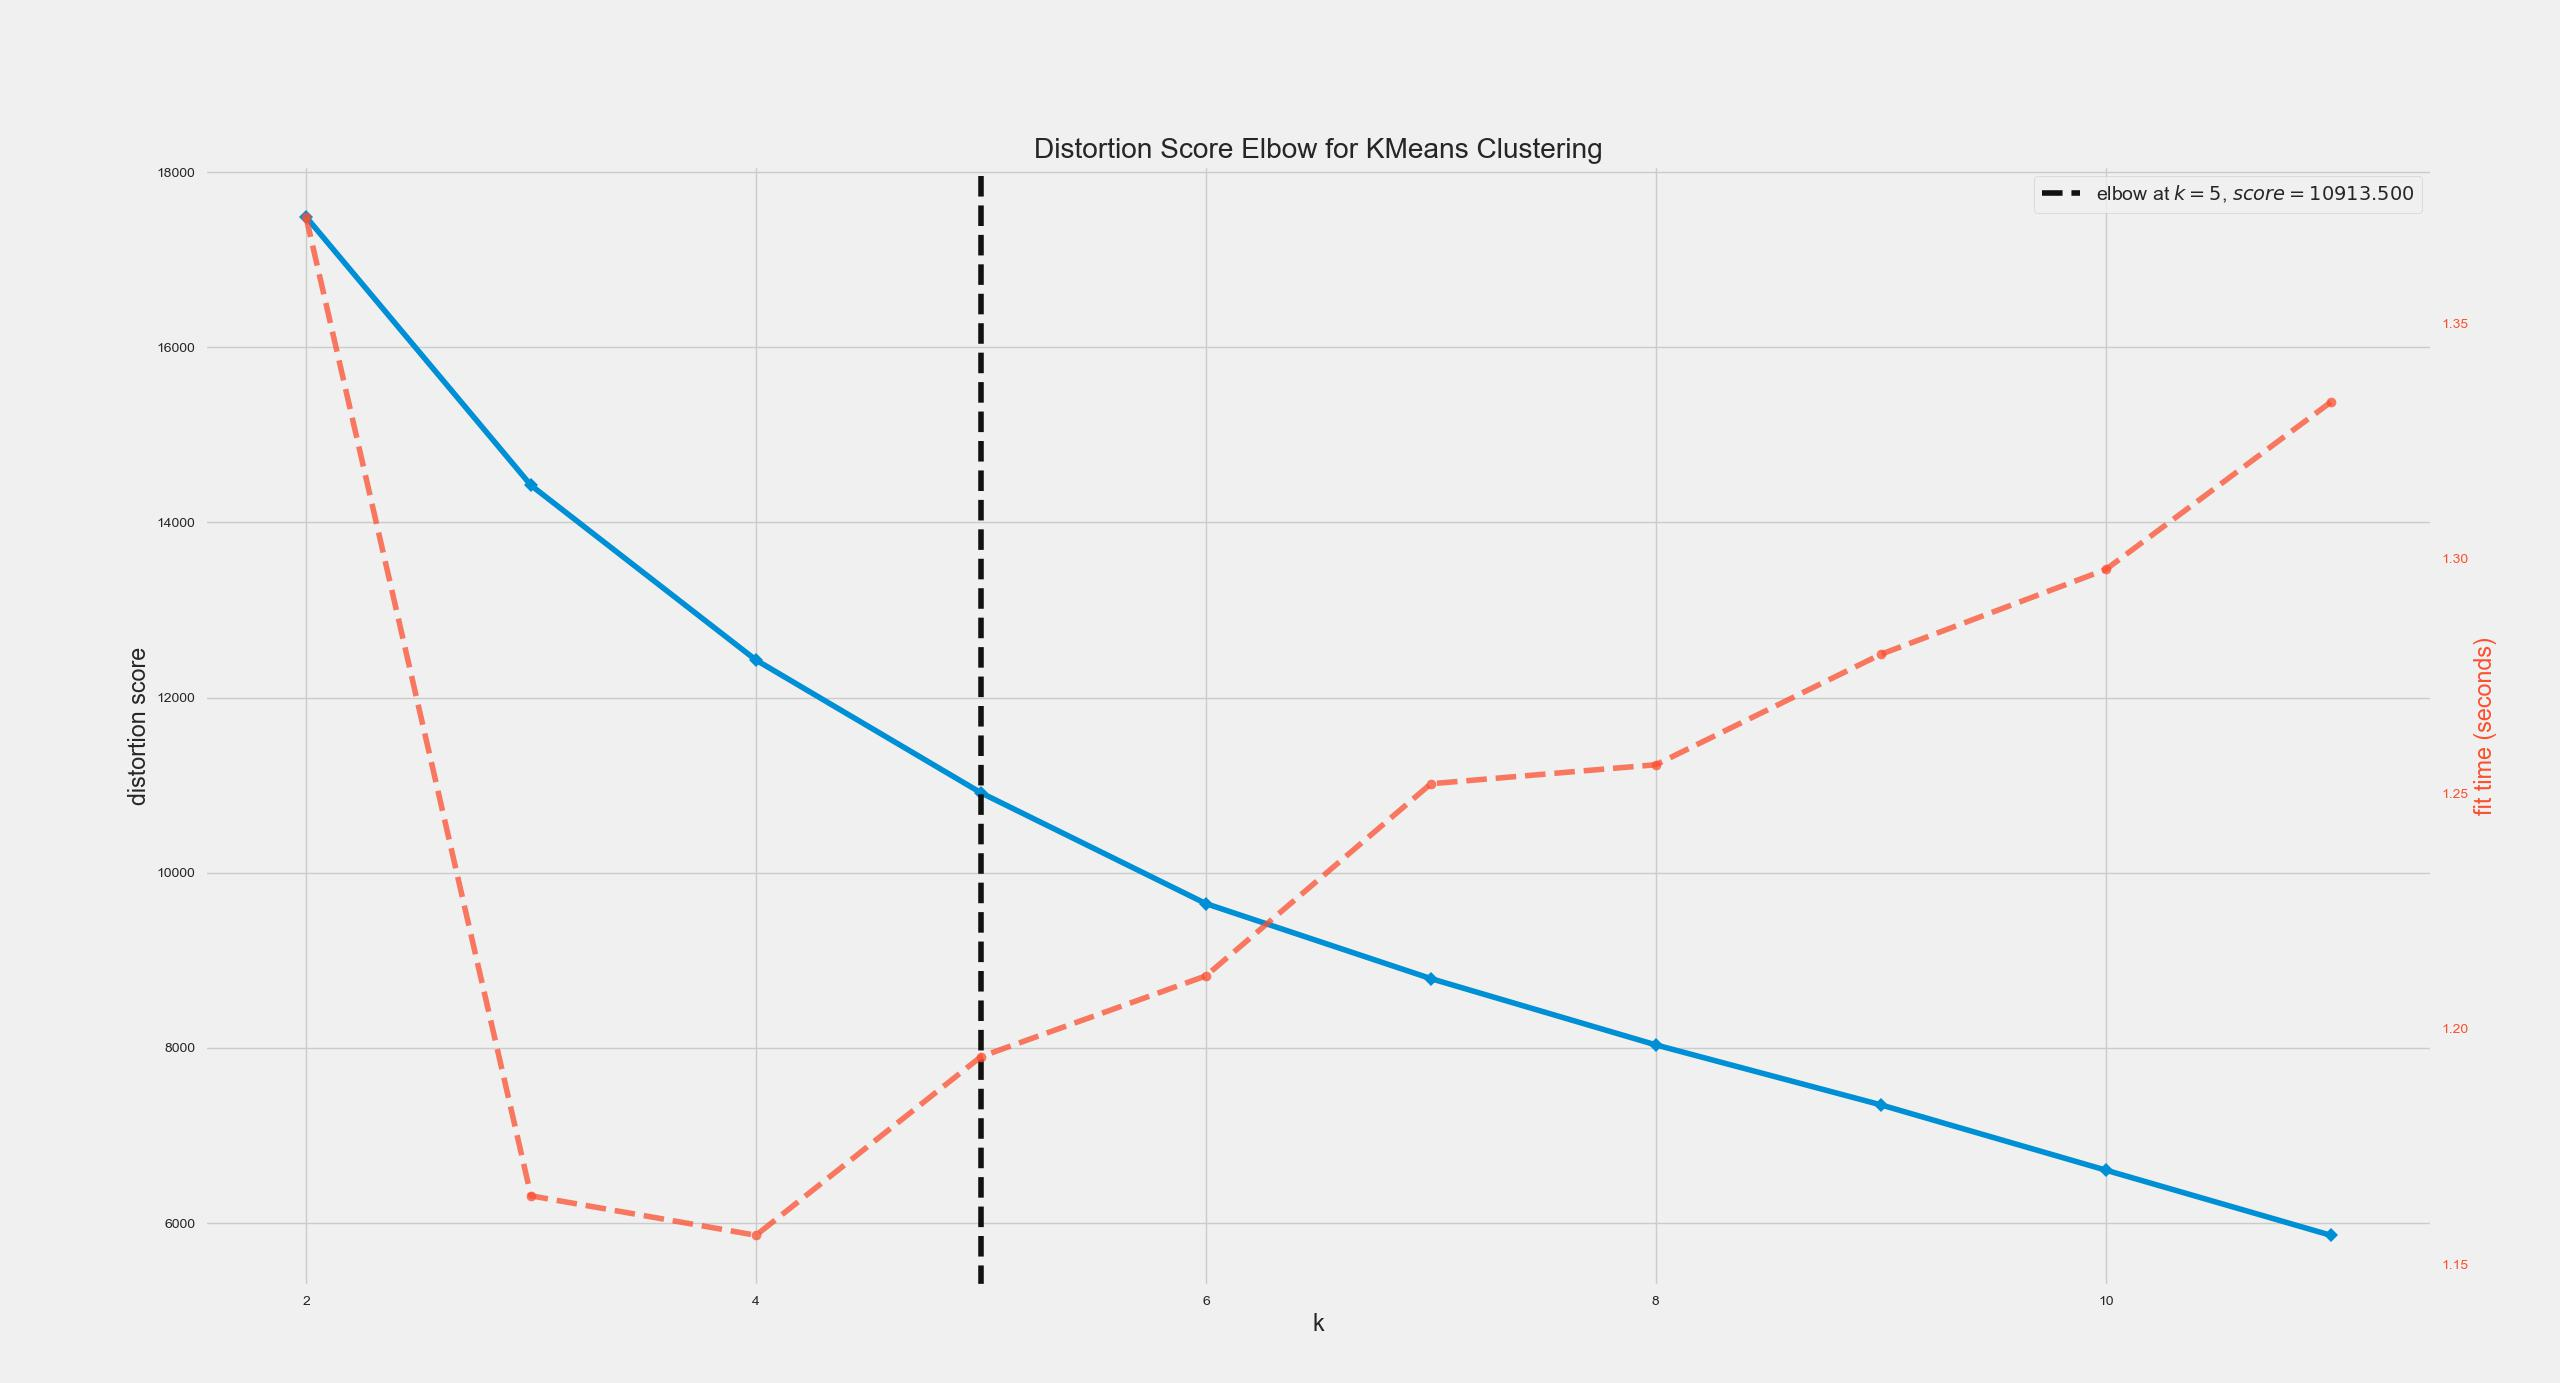 Distortion Score Elbow for KMeans Clustering
elbow at k = 5, score = 10913.500
18000
16000
14000
12000
10000
8000
6000
distortion score
1.35
1.30
1.25
1.20
1.15
fit time (seconds)
2 4 6 8 10
k